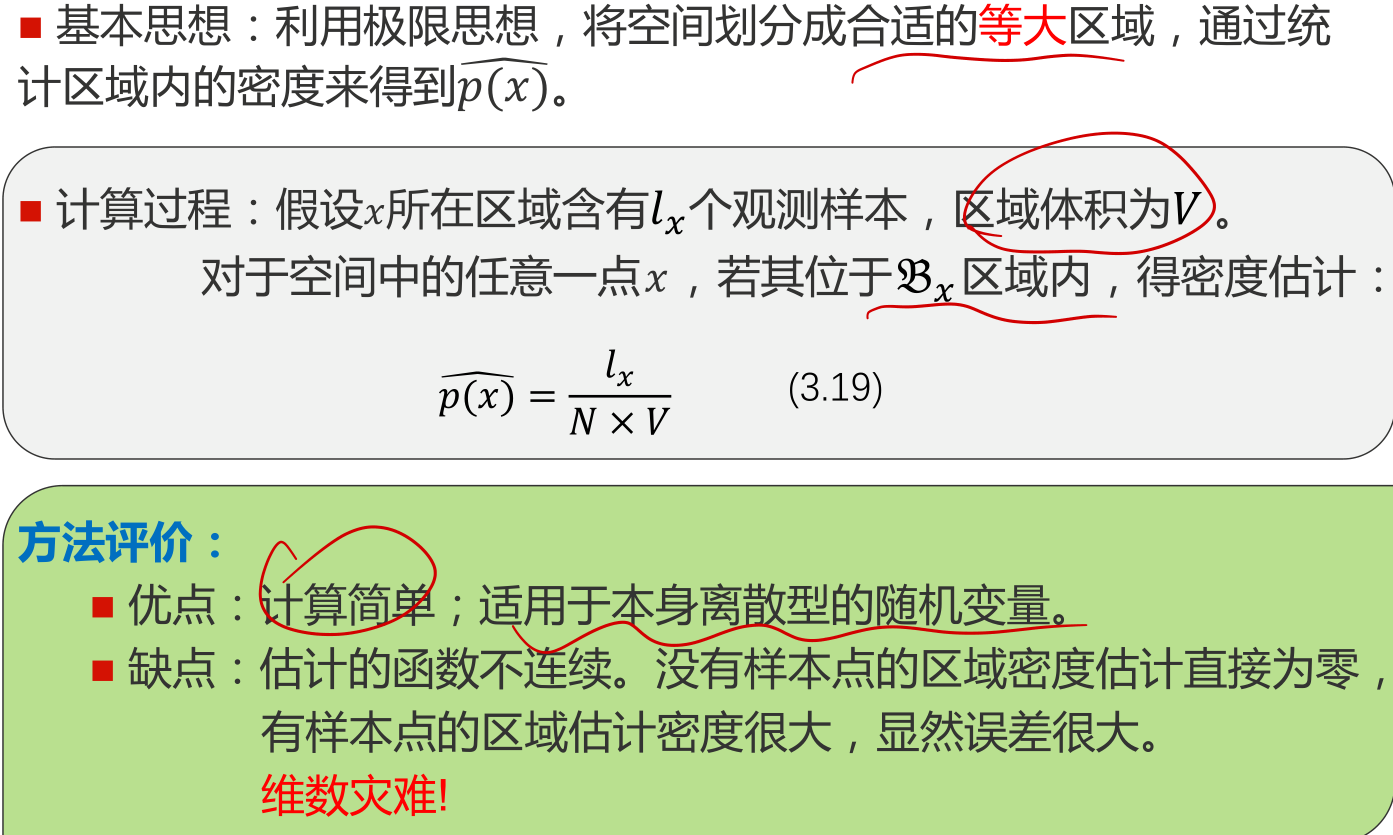 ■ 基本思想：利用极限思想，将空间划分成合适的等大区域，通过统
计区域内的密度来得到$\widehat{p(x)}$。
■ 计算过程：假设$x$所在区域含有$l_x$个观测样本，区域体积为$V$。
对于空间中的任意一点$x$，若其位于$\mathfrak{B}_x$区域内，得密度估计：
$\widehat{p(x)} = \frac{l_x}{N \times V}$ (3.19)
方法评价：
■ 优点：计算简单；适用于本身离散型的随机变量。
■ 缺点：估计的函数不连续。没有样本点的区域密度估计直接为零，
有样本点的区域估计密度很大，显然误差很大。
维数灾难!